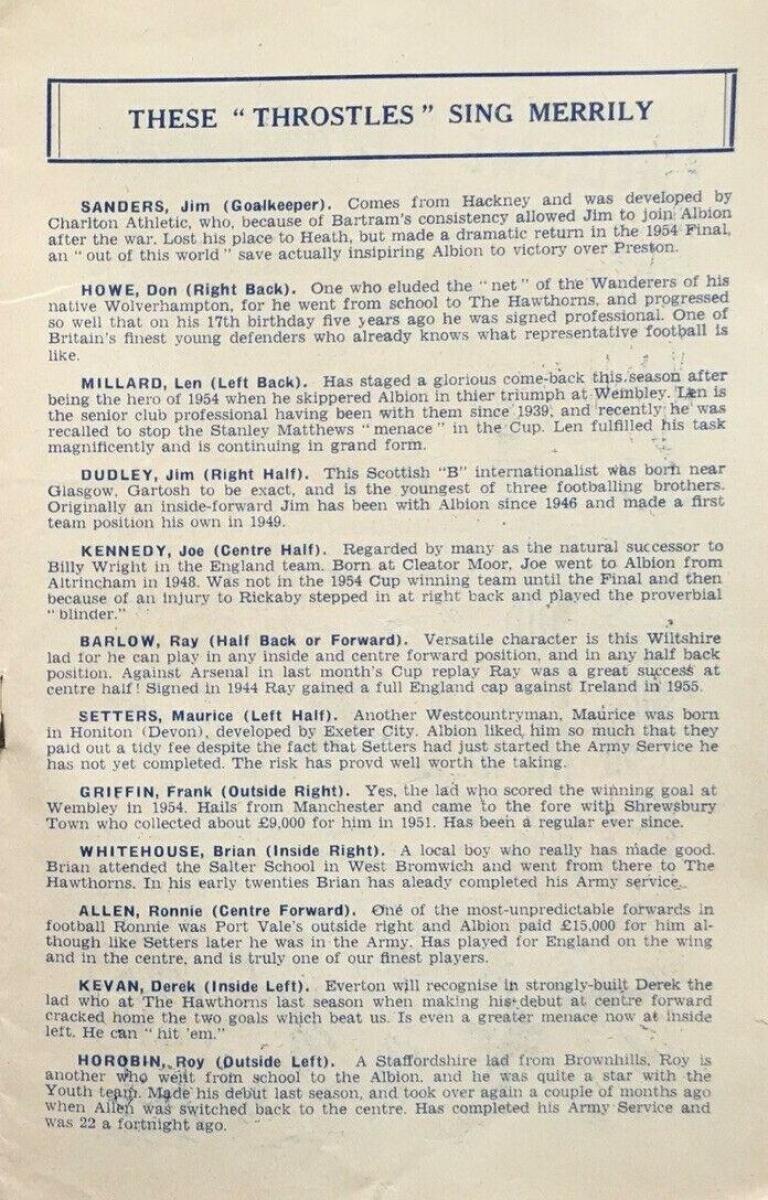 THESE " THROSTLES " SING MERRILY
SANDERS, Jim (Goalkeeper). Comes from Hackney and was developed by
Charlton Athletic, who, because of Bartram's consistency allowed Jim to join Albion
after the war. Lost his place to Heath, but made a dramatic return in the 1954 Final,
an " out of this world " save actually insipiring Albion to victory over Preston.
HOWE, Don (Right Back). One who eluded the " net " of the Wanderers of his
native Wolverhampton, for he went from school to The Hawthorns, and progressed
so well that on his 17th birthday five years ago he was signed professional. One of
Britain's finest young defenders who already knows what representative football is
like.
MILLARD, Len (Left Back). Has staged a glorious come-back this season after
being the hero of 1954 when he skippered Albion in thier triumph at Wembley. Len is
the senior club professional having been with them since 1939, and recently he was
recalled to stop the Stanley Matthews " menace " in the Cup. Len fulfilled his task
magnificently and is continuing in grand form.
DUDLEY, Jim (Right Half). This Scottish "B" internationalist was born near
Glasgow, Gartosh to be exact, and is the youngest of three footballing brothers.
Originally an inside-forward Jim has been with Albion since 1946 and made a first
team position his own in 1949.
KENNEDY, Joe (Centre Half). Regarded by many as the natural successor to
Billy Wright in the England team. Born at Cleator Moor, Joe went to Albion from
Altrincham in 1948. Was not in the 1954 Cup winning team until the Final and then
because of an injury to Rickaby stepped in at right back and played the proverbial
" blinder."
BARLOW, Ray (Half Back or Forward). Versatile character is this Wiltshire
lad for he can play in any inside and centre forward position, and in any half back
position. Against Arsenal in last month's Cup replay Ray was a great success at
centre half! Signed in 1944 Ray gained a full England cap against Ireland in 1955.
SETTERS, Maurice (Left Half). Another Westcountryman, Maurice was born
in Honiton (Devon), developed by Exeter City. Albion liked him so much that they
paid out a tidy fee despite the fact that Setters had just started the Army Service he
has not yet completed. The risk has provd well worth the taking.
GRIFFIN, Frank (Outside Right). Yes, the lad who scored the winning goal at
Wembley in 1954. Hails from Manchester and came to the fore with Shrewsbury
Town who collected about £9,000 for him in 1951. Has been a regular ever since.
WHITEHOUSE, Brian (Inside Right). A local boy who really has made good.
Brian attended the Salter School in West Bromwich and went from there to The
Hawthorns. In his early twenties Brian has aleady completed his Army service.
ALLEN, Ronnie (Centre Forward). One of the most-unpredictable forwards in
football Ronnie was Port Vale's outside right and Albion paid £15,000 for him al-
though like Setters later he was in the Army. Has played for England on the wing
and in the centre, and is truly one of our finest players.
KEVAN, Derek (Inside Left). Everton will recognise in strongly-built Derek the
lad who at The Hawthorns last season when making his debut at centre forward
cracked home the two goals which beat us. Is even a greater menace now at inside
left. He can " hit 'em."
HOROBIN, Roy (Outside Left). A Staffordshire lad from Brownhills, Roy is
another who went from school to the Albion, and he was quite a star with the
Youth team. Made his debut last season, and took over again a couple of months ago
when Allen was switched back to the centre. Has completed his Army Service and
was 22 a fortnight ago.